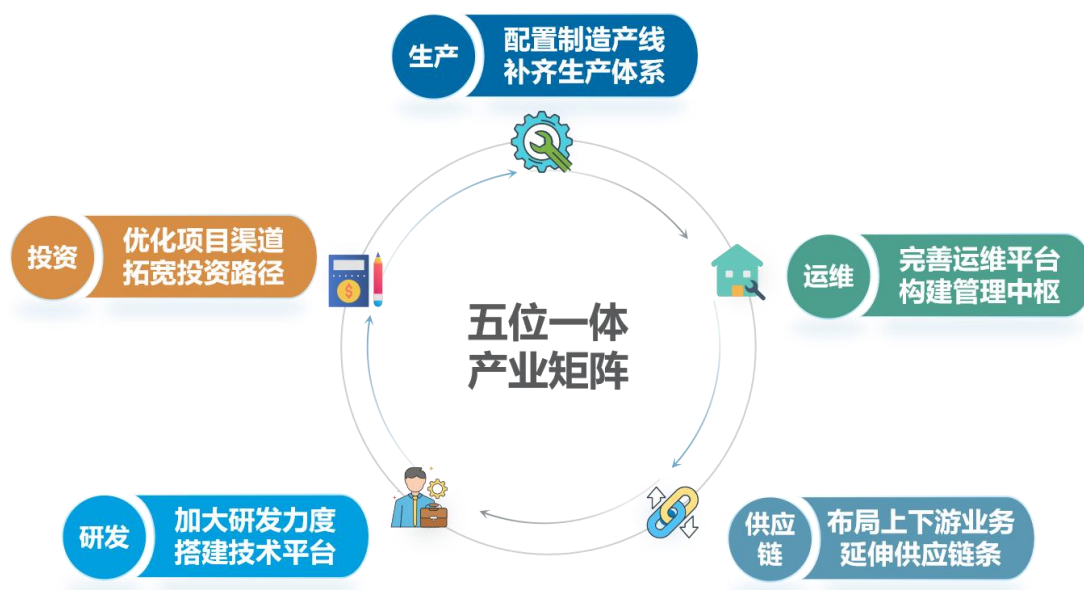 生产
配置制造产线
补齐生产体系
投资
优化项目渠道
拓宽投资路径
运维
完善运维平台
构建管理中枢
五位一体
产业矩阵
研发
加大研发力度
搭建技术平台
供应
链
布局上下游业务
延伸供应链条